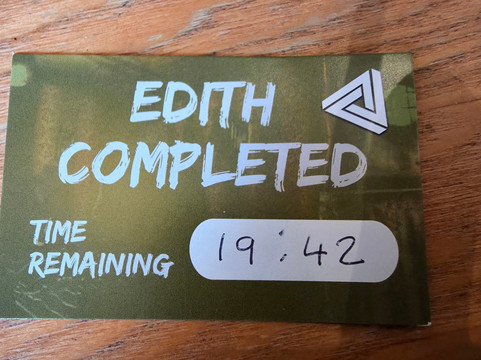 EDITH
COMPLETED
TIME
REMAINING
19:42